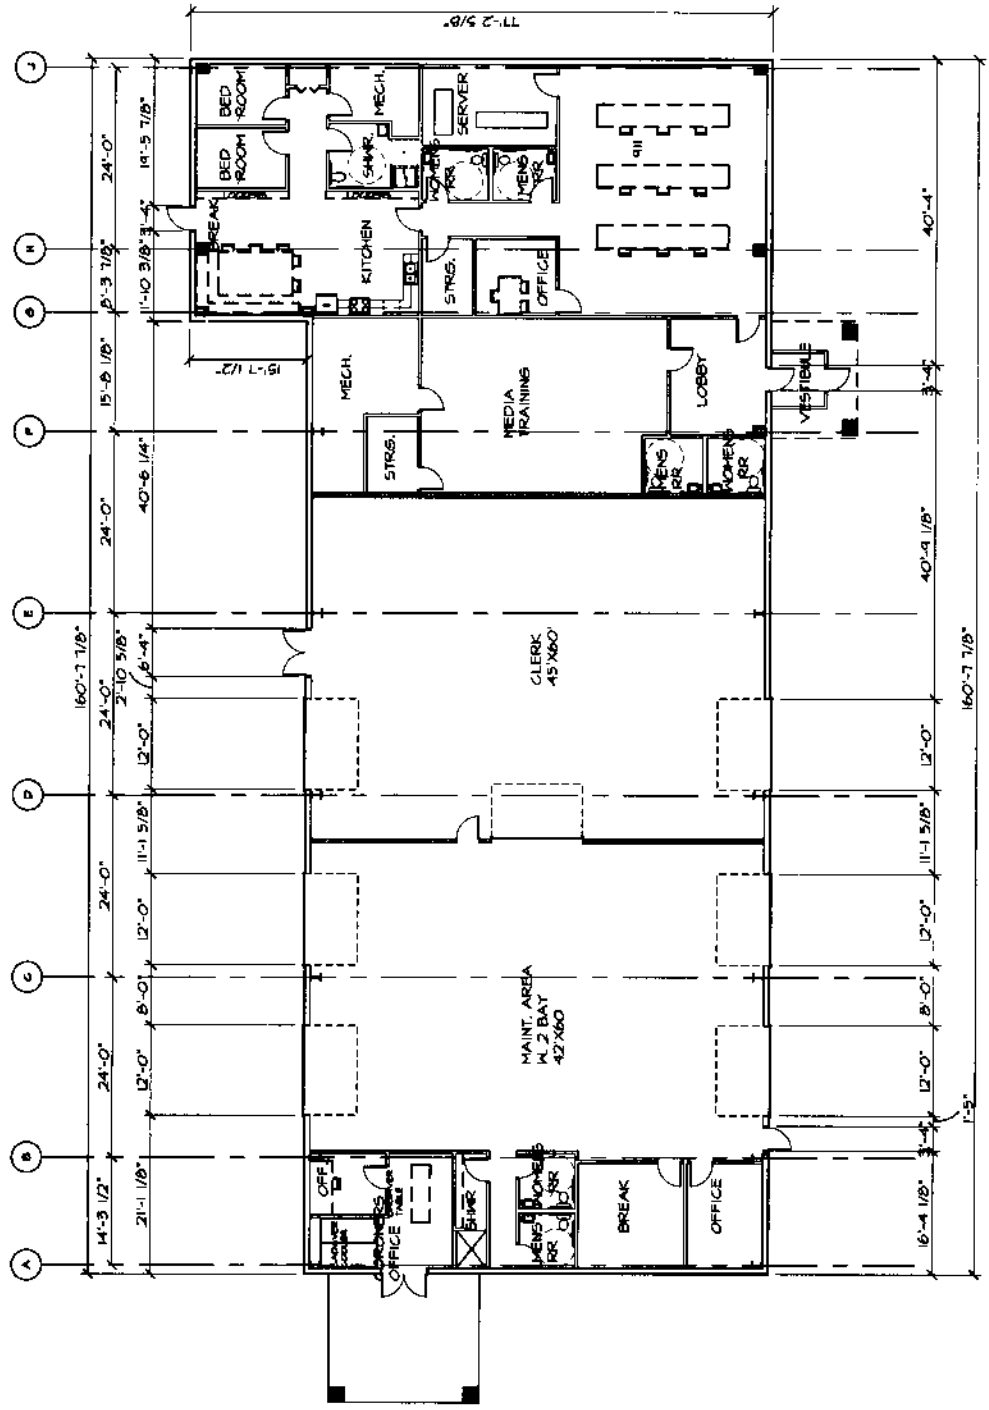 77'-2 5/8"
J
H
G
F
E
D
C
B
A
160'-7 7/8"
24'-0"
8'-3 7/8"
15'-8 1/8"
24'-0"
24'-0"
24'-0"
24'-0"
14'-3 1/2"
19'-5 7/8"
3'-4"
11'-10 3/8"
40'-6 1/4"
6'-4"
2'-10 5/8"
12'-0"
11'-1 5/8"
12'-0"
8'-0"
12'-0"
21'-1 1/8"
15'-7 1/2"
BED
ROOM
BED
ROOM
MECH.
SHWR.
BREAK
KITCHEN
SERVER
WOMENS
RR
MENS
RR
STRG.
OFFICE
911
MECH.
STRG.
MEDIA
TRAINING
LOBBY
VESTIBULE
MENS
RR
WOMENS
RR
CLERK
45'X60'
MAINT. AREA
W. 2 BAY
42'X60
OFF.
CORONERS
OFFICE
TABLE
CADAVER
COOLER
SHWR
WOMENS
RR
MENS
RR
BREAK
OFFICE
40'-4"
3'-4"
40'-9 1/8"
12'-0"
11'-1 5/8"
12'-0"
8'-0"
12'-0"
1'-5"
3'-4"
16'-4 1/8"
160'-7 7/8"